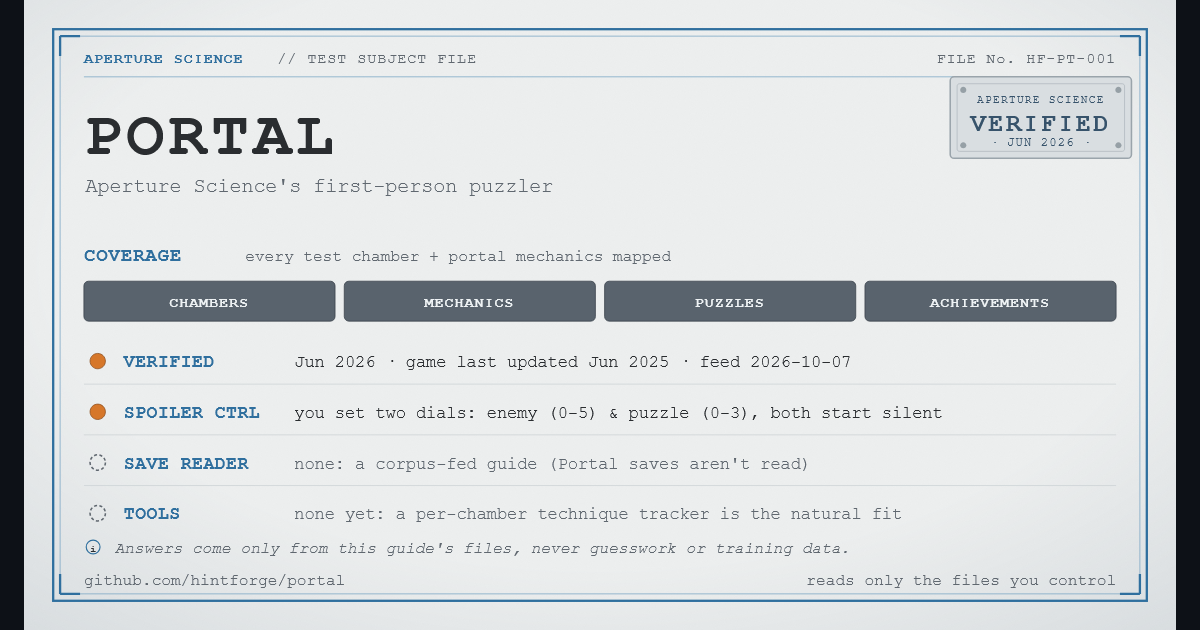 APERTURE SCIENCE // TEST SUBJECT FILE
FILE No. HF-PT-001
APERTURE SCIENCE
VERIFIED
· JUN 2026 ·
PORTAL
Aperture Science's first-person puzzler
COVERAGE every test chamber + portal mechanics mapped
CHAMBERS MECHANICS PUZZLES ACHIEVEMENTS
VERIFIED Jun 2026 · game last updated Jun 2025 · feed 2026-10-07
SPOILER CTRL you set two dials: enemy (0-5) & puzzle (0-3), both start silent
SAVE READER none: a corpus-fed guide (Portal saves aren't read)
TOOLS none yet: a per-chamber technique tracker is the natural fit
i Answers come only from this guide's files, never guesswork or training data.
github.com/hintforge/portal
reads only the files you control